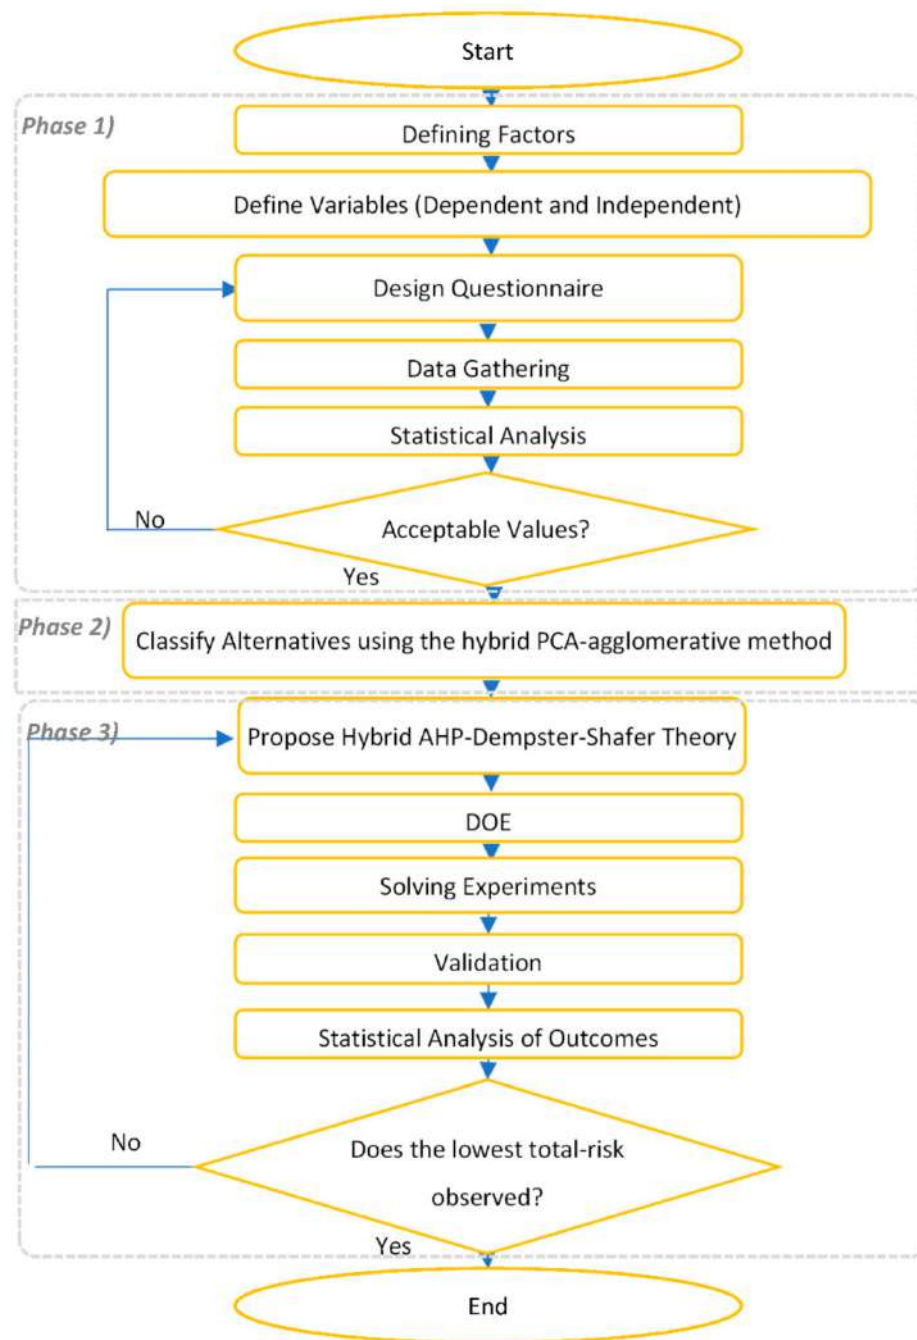 Start
Phase 1)
Defining Factors
Define Variables (Dependent and Independent)
Design Questionnaire
Data Gathering
Statistical Analysis
Acceptable Values?
No
Yes
Phase 2)
Classify Alternatives using the hybrid PCA-agglomerative method
Phase 3)
Propose Hybrid AHP-Dempster-Shafer Theory
DOE
Solving Experiments
Validation
Statistical Analysis of Outcomes
No
Does the lowest total-risk
observed?
Yes
End